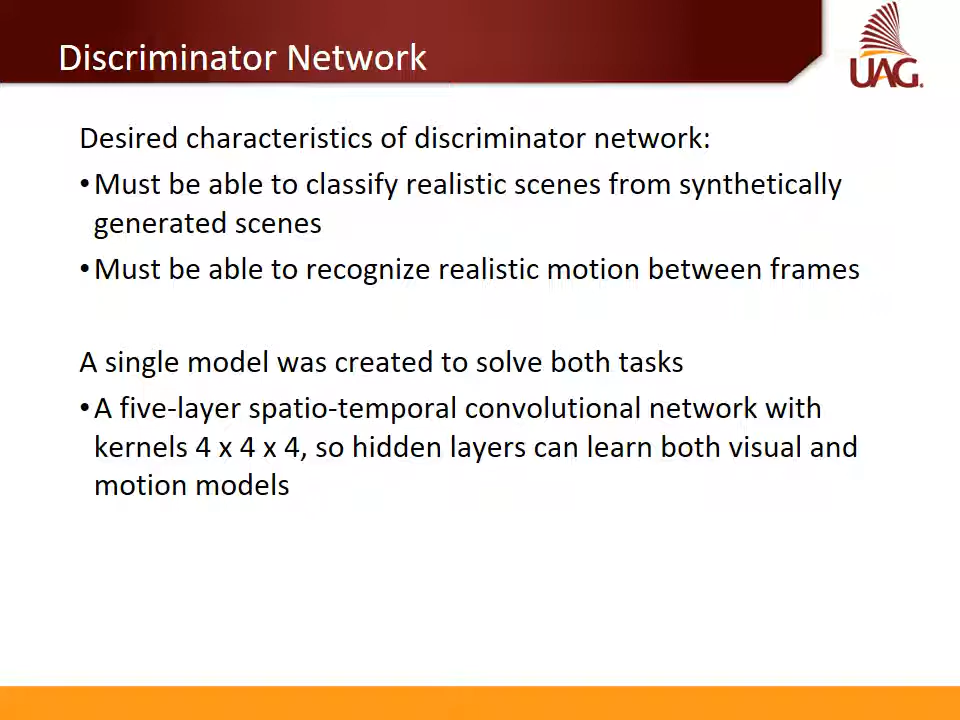 Discriminator Network
UAG.
Desired characteristics of discriminator network:
•Must be able to classify realistic scenes from synthetically
generated scenes
•Must be able to recognize realistic motion between frames
A single model was created to solve both tasks
•A five-layer spatio-temporal convolutional network with
kernels 4 x 4 x 4, so hidden layers can learn both visual and
motion models